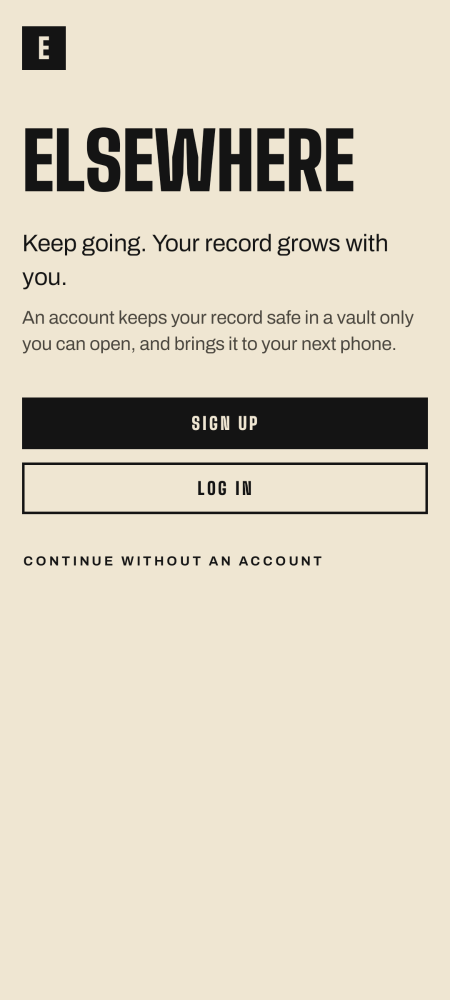 E
ELSEWHERE
Keep going. Your record grows with
you.
An account keeps your record safe in a vault only
you can open, and brings it to your next phone.
SIGN UP
LOG IN
CONTINUE WITHOUT AN ACCOUNT